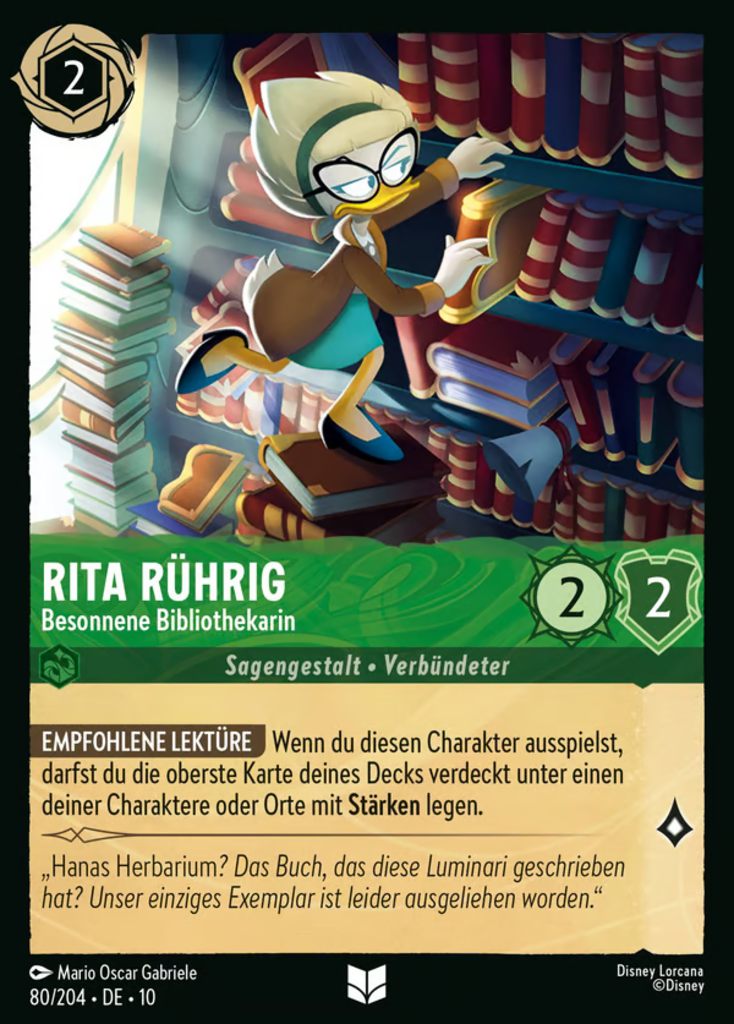 2
RITA RÜHRIG
Besonnene Bibliothekarin
2
2
Sagengestalt • Verbündeter
EMPFOHLENE LEKTÜRE Wenn du diesen Charakter ausspielst,
darfst du die oberste Karte deines Decks verdeckt unter einen
deiner Charaktere oder Orte mit Stärken legen.
„Hanas Herbarium? Das Buch, das diese Luminari geschrieben
hat? Unser einziges Exemplar ist leider ausgeliehen worden.“
Mario Oscar Gabriele
80/204 • DE • 10
Disney Lorcana
©Disney